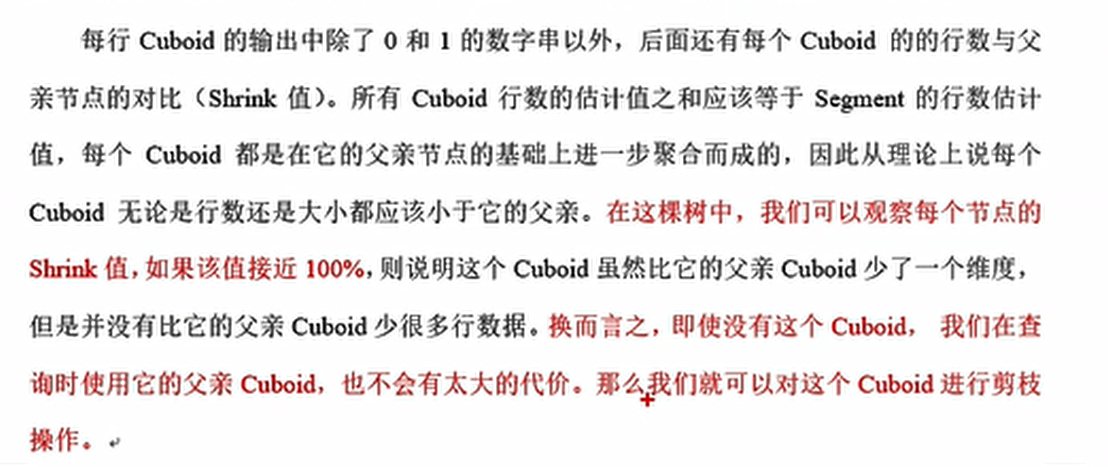 每行 Cuboid 的输出中除了 0 和 1 的数字串以外，后面还有每个 Cuboid 的的行数与父
亲节点的对比（Shrink 值）。所有 Cuboid 行数的估计值之和应该等于 Segment 的行数估计
值，每个 Cuboid 都是在它的父亲节点的基础上进一步聚合而成的，因此从理论上说每个
Cuboid 无论是行数还是大小都应该小于它的父亲。在这棵树中，我们可以观察每个节点的
Shrink 值，如果该值接近 100%，则说明这个 Cuboid 虽然比它的父亲 Cuboid 少了一个维度，
但是并没有比它的父亲 Cuboid 少很多行数据。换而言之，即使没有这个 Cuboid， 我们在查
询时使用它的父亲 Cuboid，也不会有太大的代价。那么我们就可以对这个 Cuboid 进行剪枝
操作。